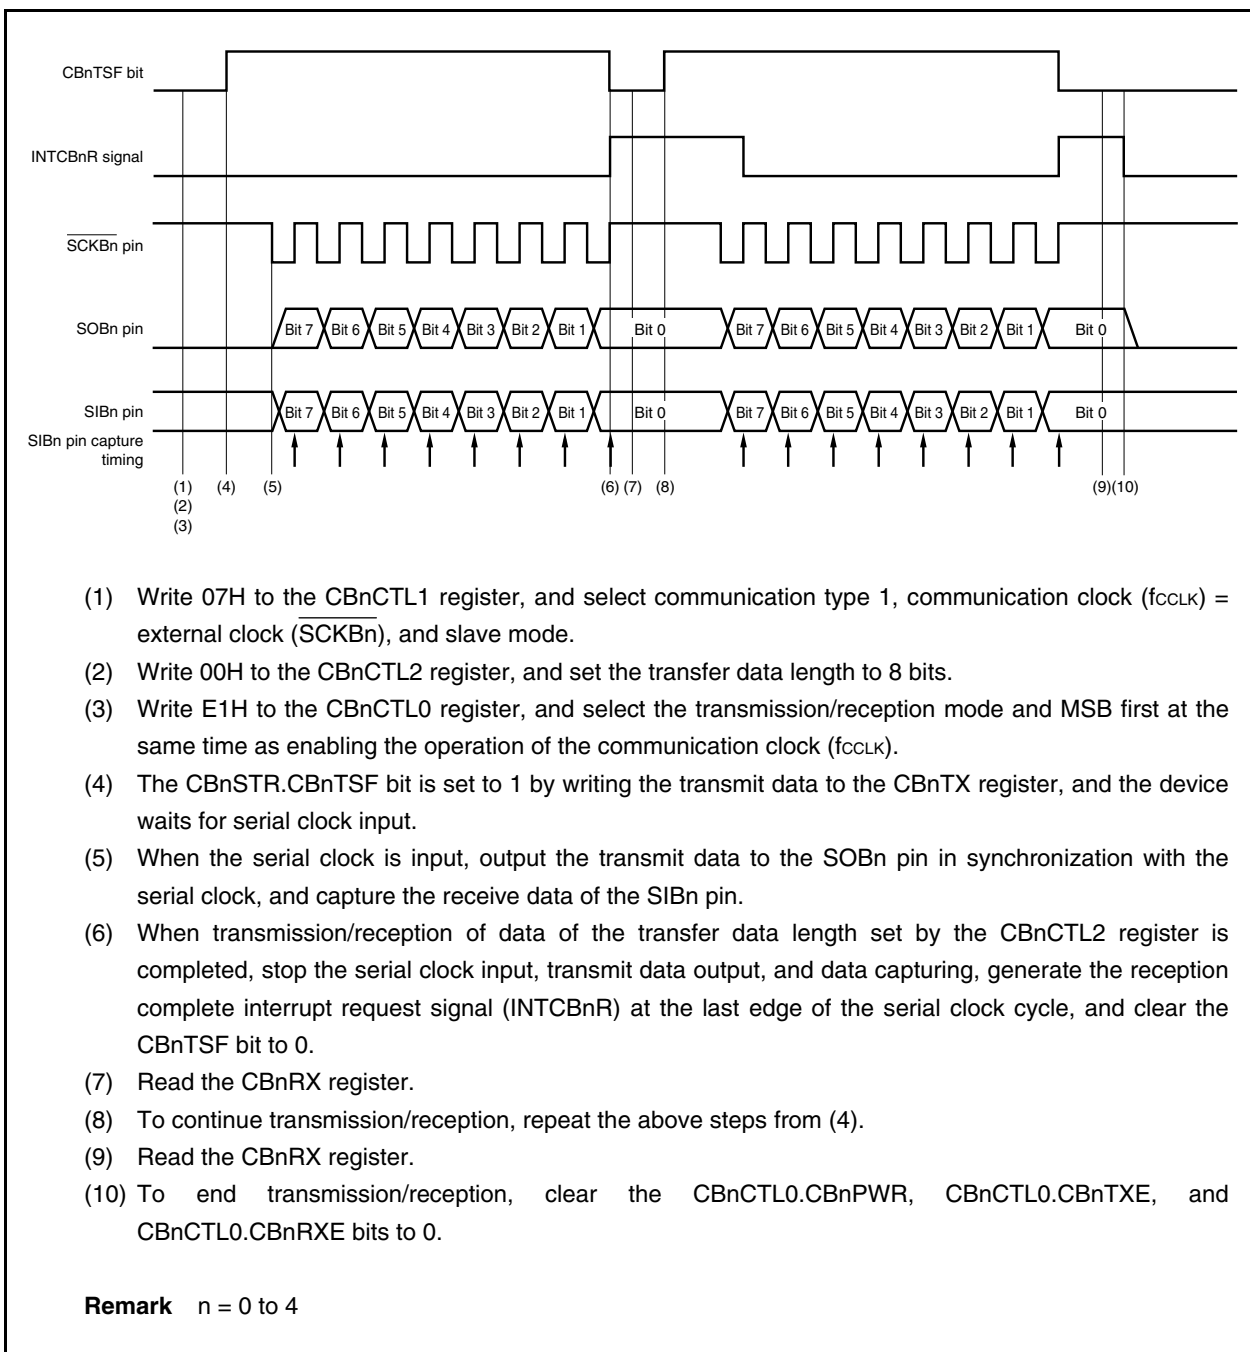 CBnTSF bit
INTCBnR signal
SCKBn pin
SOBn pin
Bit 7 Bit 6 Bit 5 Bit 4 Bit 3 Bit 2 Bit 1 Bit 0 Bit 7 Bit 6 Bit 5 Bit 4 Bit 3 Bit 2 Bit 1 Bit 0
SIBn pin
Bit 7 Bit 6 Bit 5 Bit 4 Bit 3 Bit 2 Bit 1 Bit 0 Bit 7 Bit 6 Bit 5 Bit 4 Bit 3 Bit 2 Bit 1 Bit 0
SIBn pin capture
timing
(1) (4) (5) (6) (7) (8) (9) (10)
(2)
(3)
(1) Write 07H to the CBnCTL1 register, and select communication type 1, communication clock (fCCLK) =
external clock (SCKBn), and slave mode.
(2) Write 00H to the CBnCTL2 register, and set the transfer data length to 8 bits.
(3) Write E1H to the CBnCTL0 register, and select the transmission/reception mode and MSB first at the
same time as enabling the operation of the communication clock (fCCLK).
(4) The CBnSTR.CBnTSF bit is set to 1 by writing the transmit data to the CBnTX register, and the device
waits for serial clock input.
(5) When the serial clock is input, output the transmit data to the SOBn pin in synchronization with the
serial clock, and capture the receive data of the SIBn pin.
(6) When transmission/reception of data of the transfer data length set by the CBnCTL2 register is
completed, stop the serial clock input, transmit data output, and data capturing, generate the reception
complete interrupt request signal (INTCBnR) at the last edge of the serial clock cycle, and clear the
CBnTSF bit to 0.
(7) Read the CBnRX register.
(8) To continue transmission/reception, repeat the above steps from (4).
(9) Read the CBnRX register.
(10) To end transmission/reception, clear the CBnCTL0.CBnPWR, CBnCTL0.CBnTXE, and
CBnCTL0.CBnRXE bits to 0.
Remark n = 0 to 4